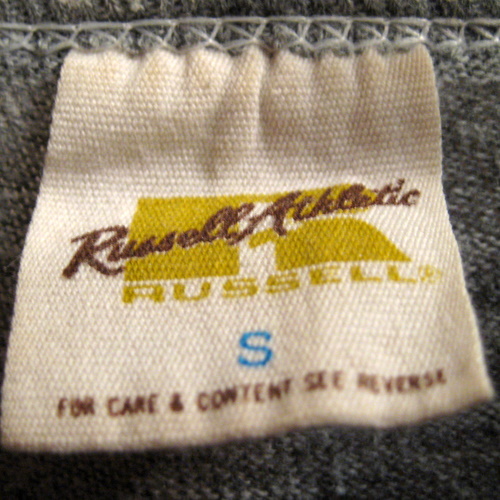 Russell Athletic
RUSSELL®
S
FOR CARE & CONTENT SEE REVERSE